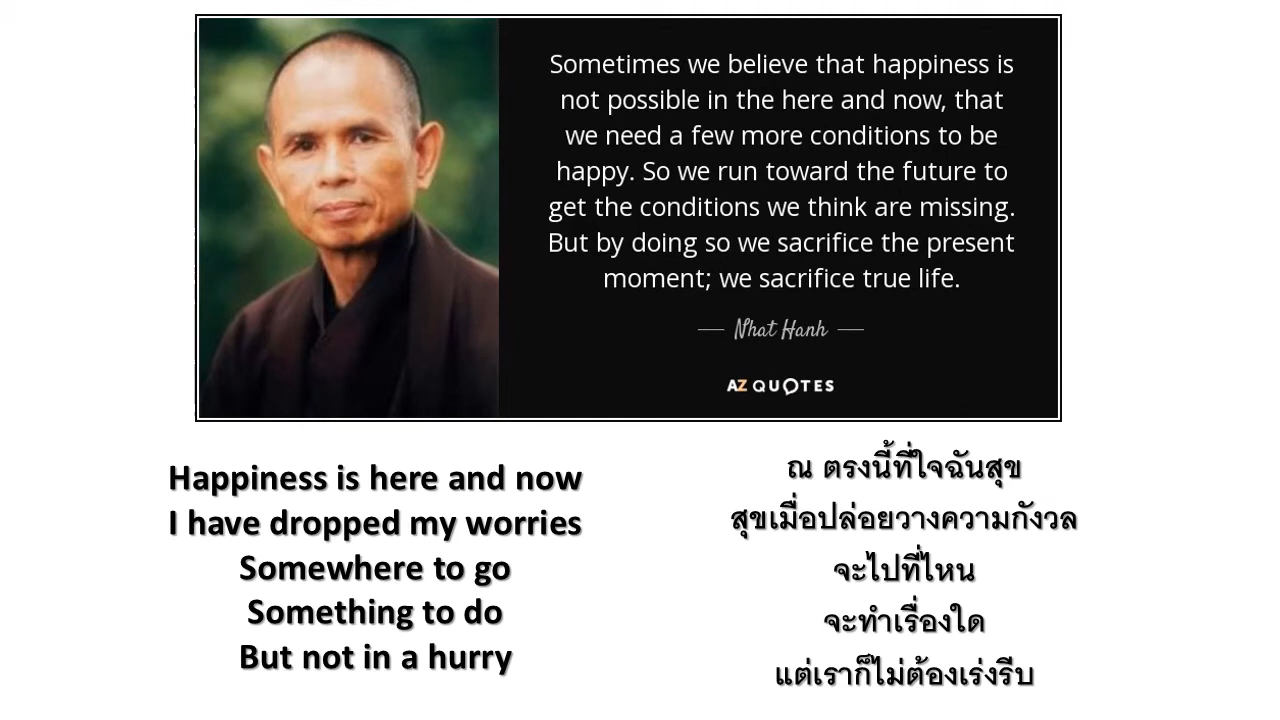 Sometimes we believe that happiness is
not possible in the here and now, that
we need a few more conditions to be
happy. So we run toward the future to
get the conditions we think are missing.
But by doing so we sacrifice the present
moment; we sacrifice true life.
Nhat Hanh
AZ QUOTES
Happiness is here and now
I have dropped my worries
Somewhere to go
Something to do
But not in a hurry
ณ ตรงนี้ที่ใจฉันสุข
สุขเมื่อปล่อยวางความกังวล
จะไปที่ไหน
จะทำเรื่องใด
แต่เราก็ไม่ต้องเร่งรีบ